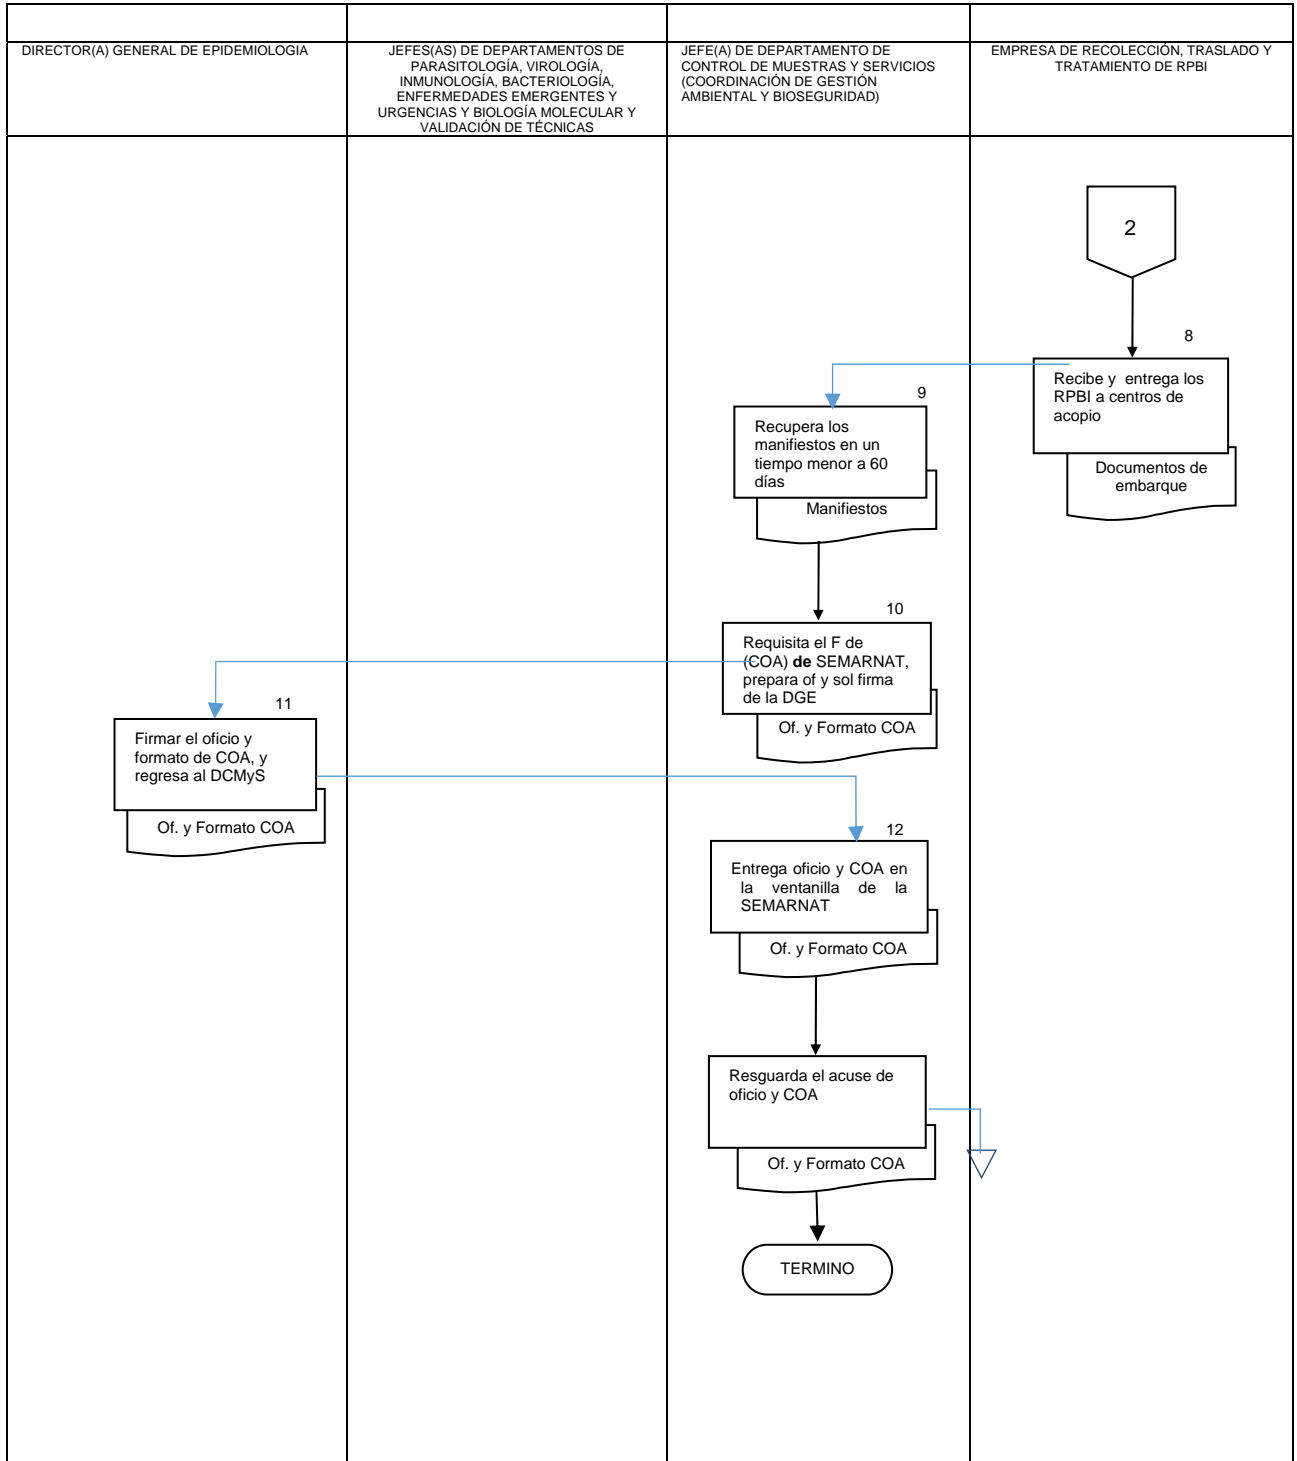 DIRECTOR(A) GENERAL DE EPIDEMIOLOGIA
JEFES(AS) DE DEPARTAMENTOS DE
PARASITOLOGÍA, VIROLOGÍA,
INMUNOLOGÍA, BACTERIOLOGÍA,
ENFERMEDADES EMERGENTES Y
URGENCIAS Y BIOLOGÍA MOLECULAR Y
VALIDACIÓN DE TÉCNICAS
JEFE(A) DE DEPARTAMENTO DE
CONTROL DE MUESTRAS Y SERVICIOS
(COORDINACIÓN DE GESTIÓN
AMBIENTAL Y BIOSEGURIDAD)
EMPRESA DE RECOLECCIÓN, TRASLADO Y
TRATAMIENTO DE RPBI
2
8
Recibe y entrega los
RPBI a centros de
acopio
Documentos de
embarque
9
Recupera los
manifiestos en un
tiempo menor a 60
días
Manifiestos
10
Requisita el F de
(COA) de SEMARNAT,
prepara of y sol firma
de la DGE
Of. y Formato COA
11
Firmar el oficio y
formato de COA, y
regresa al DCMyS
Of. y Formato COA
12
Entrega oficio y COA en
la ventanilla de la
SEMARNAT
Of. y Formato COA
Resguarda el acuse de
oficio y COA
Of. y Formato COA
TERMINO